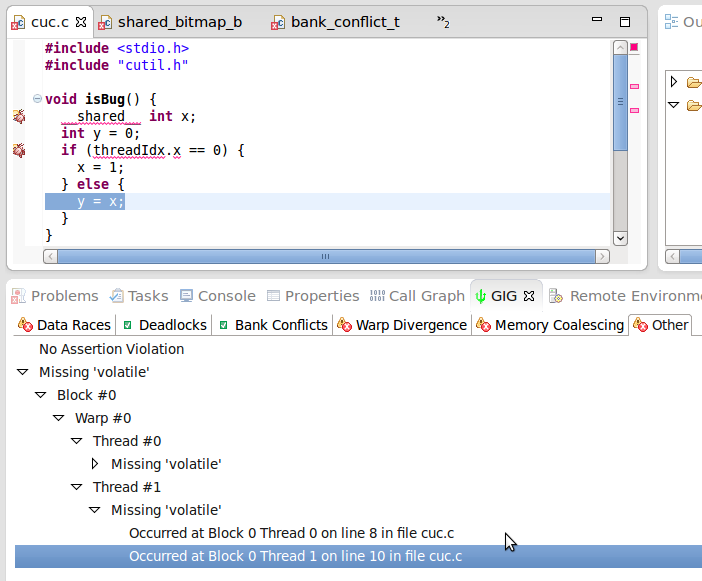 cuc.c shared_bitmap_b bank_conflict_t »2
Ou
#include <stdio.h>
#include "cutil.h"
void isBug() {
__shared__ int x;
int y = 0;
if (threadIdx.x == 0) {
x = 1;
} else {
y = x;
}
}
Problems Tasks Console Properties Call Graph GIG Remote Environm
Data Races Deadlocks Bank Conflicts Warp Divergence Memory Coalescing Other
No Assertion Violation
Missing 'volatile'
Block #0
Warp #0
Thread #0
Missing 'volatile'
Thread #1
Missing 'volatile'
Occurred at Block 0 Thread 0 on line 8 in file cuc.c
Occurred at Block 0 Thread 1 on line 10 in file cuc.c